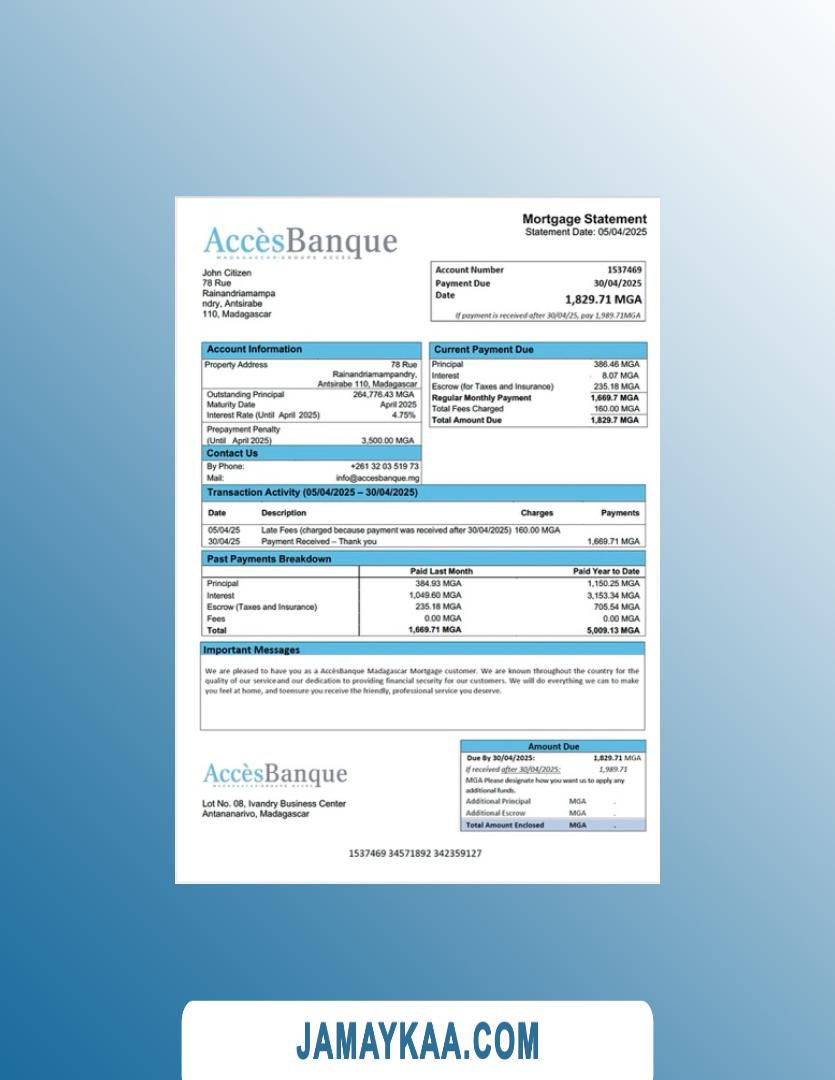 Mortgage Statement
Statement Date: 05/04/2025
AccèsBanque
MADAGASCAR GROUPE ACCÈS
John Citizen
78 Rue
Rainandriamampa
ndry, Antsirabe
110, Madagascar
Account Number 1537469
Payment Due 30/04/2025
Date 1,829.71 MGA
If payment is received after 30/04/25, pay 1,989.71MGA
Account Information
Property Address 78 Rue
Rainandriamampandry,
Antsirabe 110, Madagascar
Outstanding Principal 264,776.43 MGA
Maturity Date April 2025
Interest Rate (Until April 2025) 4.75%
Prepayment Penalty
(Until April 2025) 3,500.00 MGA
Contact Us
By Phone: +261 32 03 519 73
Mail: info@accesbanque.mg
Current Payment Due
Principal 386.46 MGA
Interest 8.07 MGA
Escrow (for Taxes and Insurance) 235.18 MGA
Regular Monthly Payment 1,669.7 MGA
Total Fees Charged 160.00 MGA
Total Amount Due 1,829.7 MGA
Transaction Activity (05/04/2025 – 30/04/2025)
Date Description Charges Payments
05/04/25 Late Fees (charged because payment was received after 30/04/2025) 160.00 MGA
30/04/25 Payment Received – Thank you 1,669.71 MGA
Past Payments Breakdown
Paid Last Month Paid Year to Date
Principal 384.93 MGA 1,150.25 MGA
Interest 1,049.60 MGA 3,153.34 MGA
Escrow (Taxes and Insurance) 235.18 MGA 705.54 MGA
Fees 0.00 MGA 0.00 MGA
Total 1,669.71 MGA 5,009.13 MGA
Important Messages
We are pleased to have you as a AccèsBanque Madagascar Mortgage customer. We are known throughout the country for the
quality of our serviceand our dedication to providing financial security for our customers. We will do everything we can to make
you feel at home, and toensure you receive the friendly, professional service you deserve.
AccèsBanque
MADAGASCAR GROUPE ACCÈS
Lot No. 08, Ivandry Business Center
Antananarivo, Madagascar
Amount Due
Due By 30/04/2025: 1,829.71 MGA
If received after 30/04/2025: 1,989.71
MGA Please designate how you want us to apply any
additional funds.
Additional Principal MGA .
Additional Escrow MGA .
Total Amount Enclosed MGA .
1537469 34571892 342359127
JAMAYKAA.COM